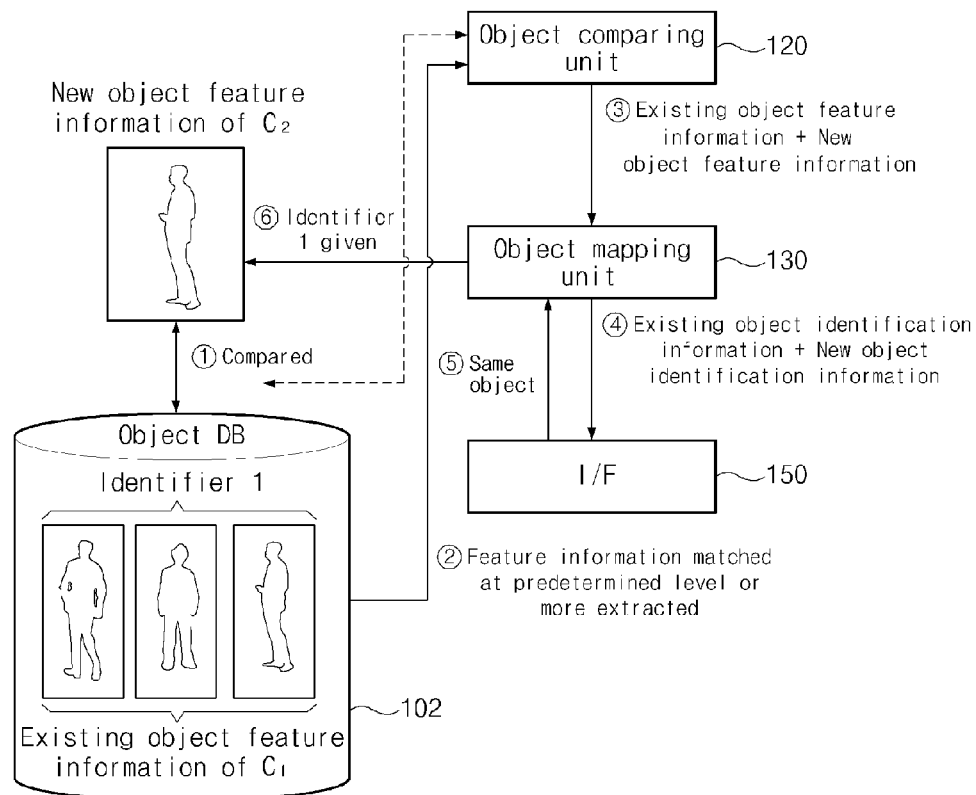 Object comparing
unit
120
New object feature
information of C₂
③ Existing object feature
information + New
object feature information
⑥ Identifier
1 given
Object mapping
unit
130
① Compared
⑤ Same
object
④ Existing object identification
information + New object
identification information
Object DB
Identifier 1
I/F
150
② Feature information matched
at predetermined level or
more extracted
102
Existing object feature
information of C₁